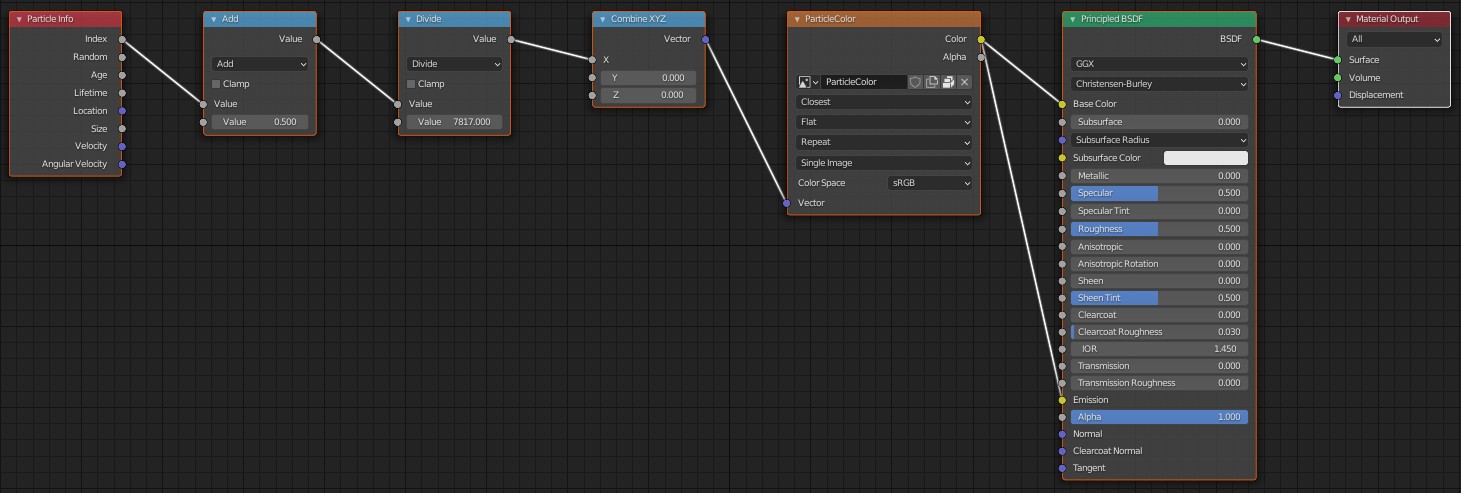 Particle Info
Index
Random
Age
Lifetime
Location
Size
Velocity
Angular Velocity
Add
Value
Add
Clamp
Value
Value 0.500
Divide
Value
Divide
Clamp
Value
Value 7817.000
Combine XYZ
Vector
X
Y 0.000
Z 0.000
ParticleColor
Color
Alpha
ParticleColor
Closest
Flat
Repeat
Single Image
Color Space sRGB
Vector
Principled BSDF
BSDF
GGX
Christensen-Burley
Base Color
Subsurface 0.000
Subsurface Radius
Subsurface Color
Metallic 0.000
Specular 0.500
Specular Tint 0.000
Roughness 0.500
Anisotropic 0.000
Anisotropic Rotation 0.000
Sheen 0.000
Sheen Tint 0.500
Clearcoat 0.000
Clearcoat Roughness 0.030
IOR 1.450
Transmission 0.000
Transmission Roughness 0.000
Emission
Alpha 1.000
Normal
Clearcoat Normal
Tangent
Material Output
All
Surface
Volume
Displacement